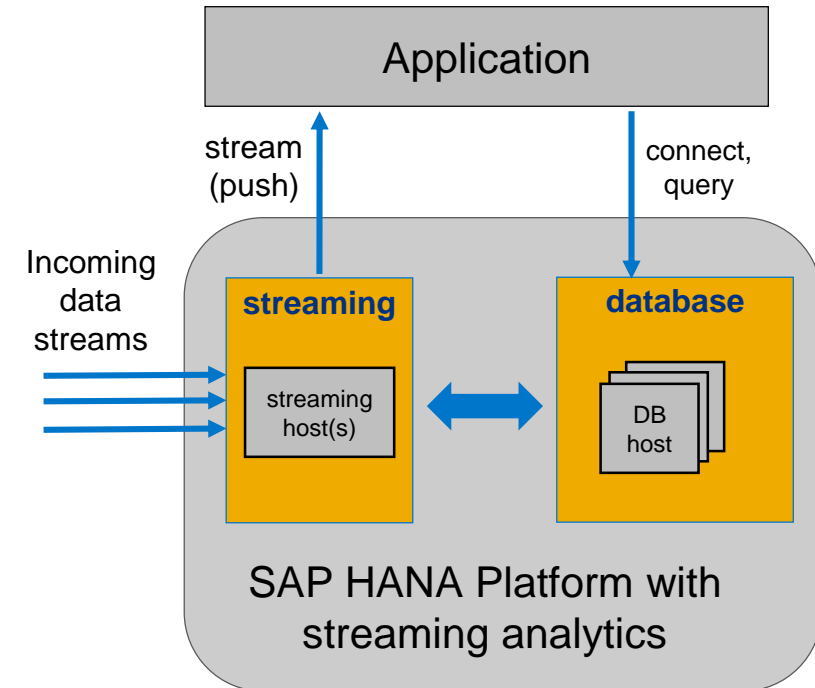 Application
stream
(push)
connect,
query
Incoming
data
streams
streaming
database
streaming
host(s)
DB
host
SAP HANA Platform with
streaming analytics